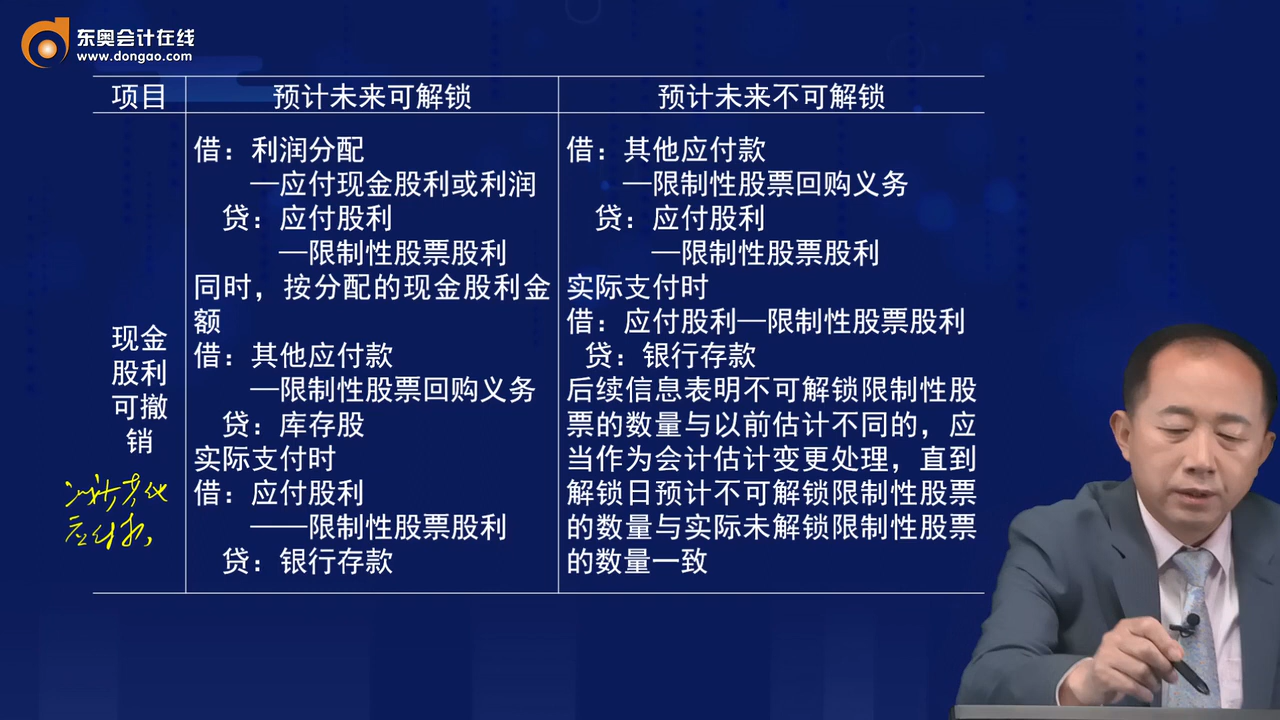 东奥会计在线
www.dongao.com
项目
预计未来可解锁
预计未来不可解锁
现金
股利
可撤
销
借：利润分配
—应付现金股利或利润
贷：应付股利
—限制性股票股利
同时，按分配的现金股利金
额
借：其他应付款
—限制性股票回购义务
贷：库存股
实际支付时
借：应付股利
——限制性股票股利
贷：银行存款
借：其他应付款
—限制性股票回购义务
贷：应付股利
—限制性股票股利
实际支付时
借：应付股利—限制性股票股利
贷：银行存款
后续信息表明不可解锁限制性股
票的数量与以前估计不同的，应
当作为会计估计变更处理，直到
解锁日预计不可解锁限制性股票
的数量与实际未解锁限制性股票
的数量一致
应付款